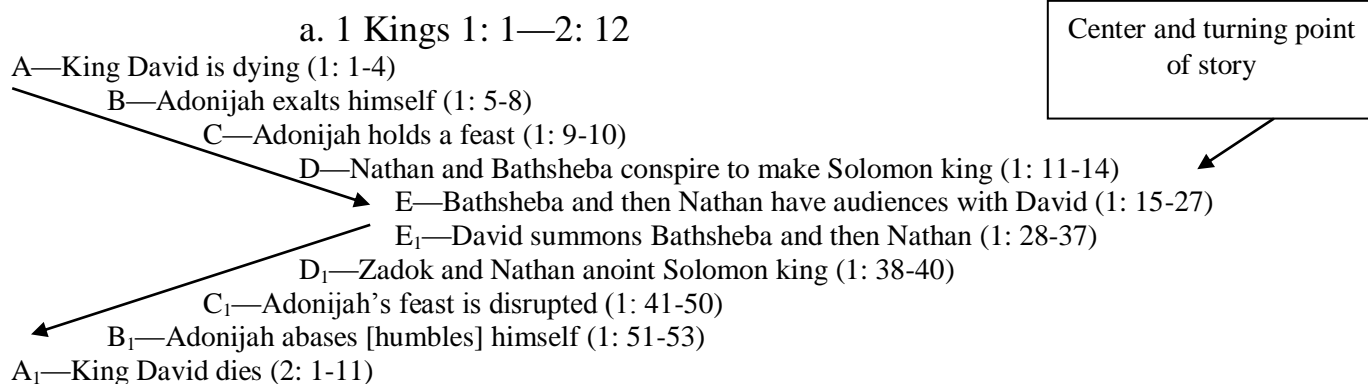 a. 1 Kings 1: 1—2: 12
Center and turning point
of story
A—King David is dying (1: 1-4)
B—Adonijah exalts himself (1: 5-8)
C—Adonijah holds a feast (1: 9-10)
D—Nathan and Bathsheba conspire to make Solomon king (1: 11-14)
E—Bathsheba and then Nathan have audiences with David (1: 15-27)
E₁—David summons Bathsheba and then Nathan (1: 28-37)
D₁—Zadok and Nathan anoint Solomon king (1: 38-40)
C₁—Adonijah’s feast is disrupted (1: 41-50)
B₁—Adonijah abases [humbles] himself (1: 51-53)
A₁—King David dies (2: 1-11)